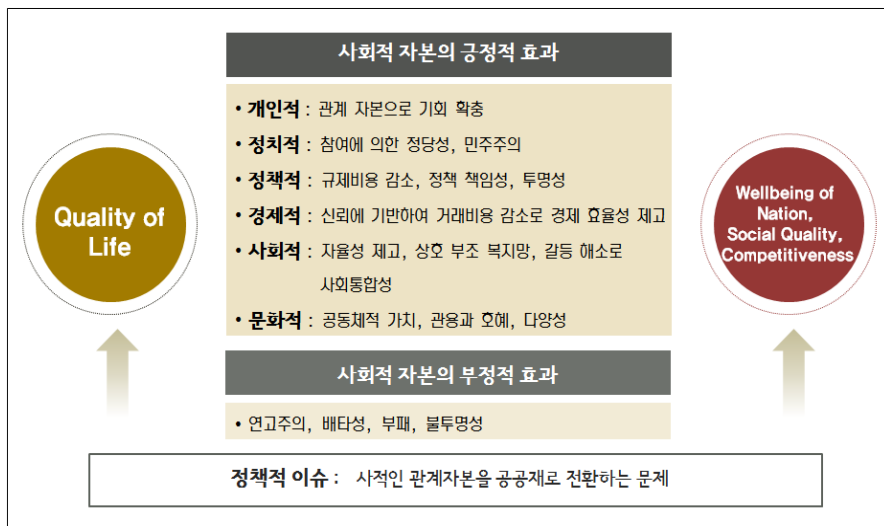 사회적 자본의 긍정적 효과
• 개인적 : 관계 자본으로 기회 확충
• 정치적 : 참여에 의한 정당성, 민주주의
• 정책적 : 규제비용 감소, 정책 책임성, 투명성
• 경제적 : 신뢰에 기반하여 거래비용 감소로 경제 효율성 제고
• 사회적 : 자율성 제고, 상호 부조 복지망, 갈등 해소로
사회통합성
• 문화적 : 공동체적 가치, 관용과 호혜, 다양성
Quality of
Life
Wellbeing of
Nation,
Social Quality,
Competitiveness
사회적 자본의 부정적 효과
• 연고주의, 배타성, 부패, 불투명성
정책적 이슈 : 사적인 관계자본을 공공재로 전환하는 문제